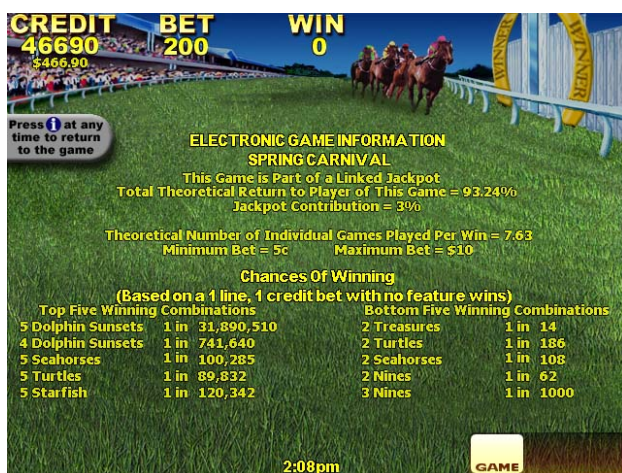 CREDIT BET WIN
46690 200 0
$466.90
WINNER WINNER
Press i at any
time to return
to the game
ELECTRONIC GAME INFORMATION
SPRING CARNIVAL
This Game is Part of a Linked Jackpot
Total Theoretical Return to Player of This Game = 93.24%
Jackpot Contribution = 3%
Theoretical Number of Individual Games Played Per Win = 7.63
Minimum Bet = 5c Maximum Bet = $10
Chances Of Winning
(Based on a 1 line, 1 credit bet with no feature wins)
Top Five Winning Combinations Bottom Five Winning Combinations
5 Dolphin Sunsets 1 in 31,890,510 2 Treasures 1 in 14
4 Dolphin Sunsets 1 in 741,640 2 Turtles 1 in 186
5 Seahorses 1 in 100,285 2 Seahorses 1 in 108
5 Turtles 1 in 89,832 2 Nines 1 in 62
5 Starfish 1 in 120,342 3 Nines 1 in 1000
2:08pm GAME